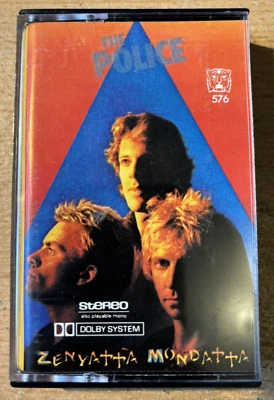 THE
POLICE
576
stereo
also playable mono
DOLBY SYSTEM
ZENYATTA MONDATTA